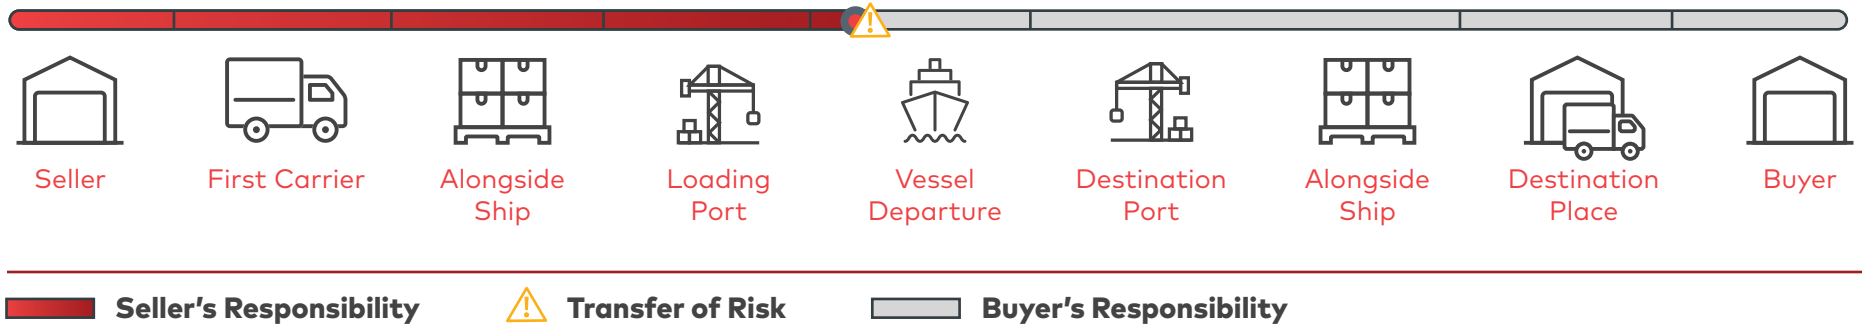 Seller
First Carrier
Alongside
Ship
Loading
Port
Vessel
Departure
Destination
Port
Alongside
Ship
Destination
Place
Buyer
Seller’s Responsibility
Transfer of Risk
Buyer’s Responsibility